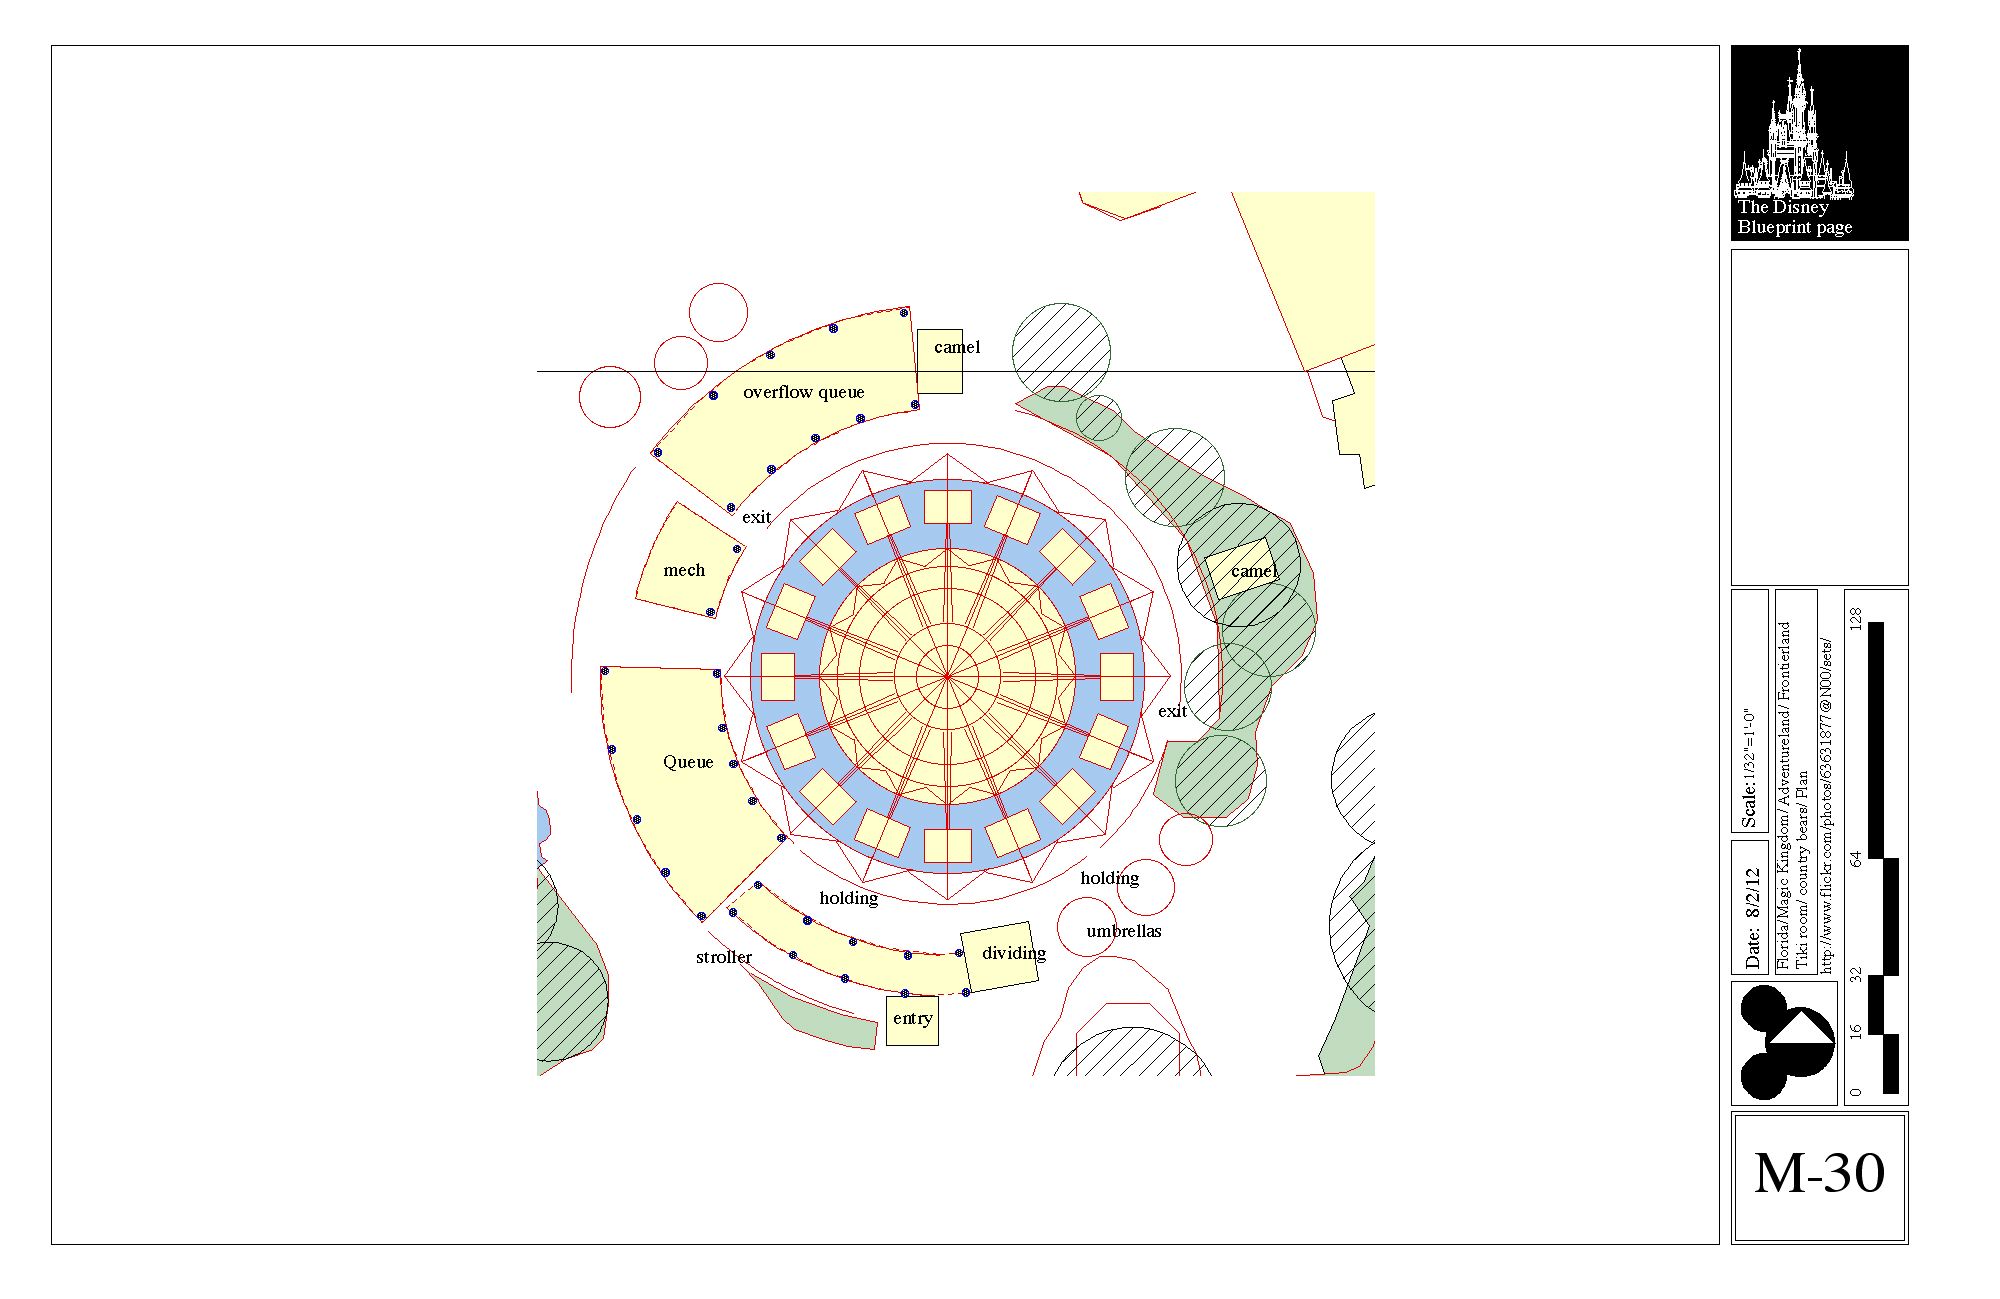 camel
overflow queue
exit
mech
camel
exit
Queue
holding
holding
umbrellas
dividing
stroller
entry
The Disney
Blueprint page
Scale: 1/32"=1'-0"
Date: 8/2/12
Florida/ Magic Kingdom/ Adventureland/ Frontierland
Tiki room/ country bears/ Plan
http://www.flickr.com/photos/63631877@N00/sets/
128
64
32
16
0
M-30